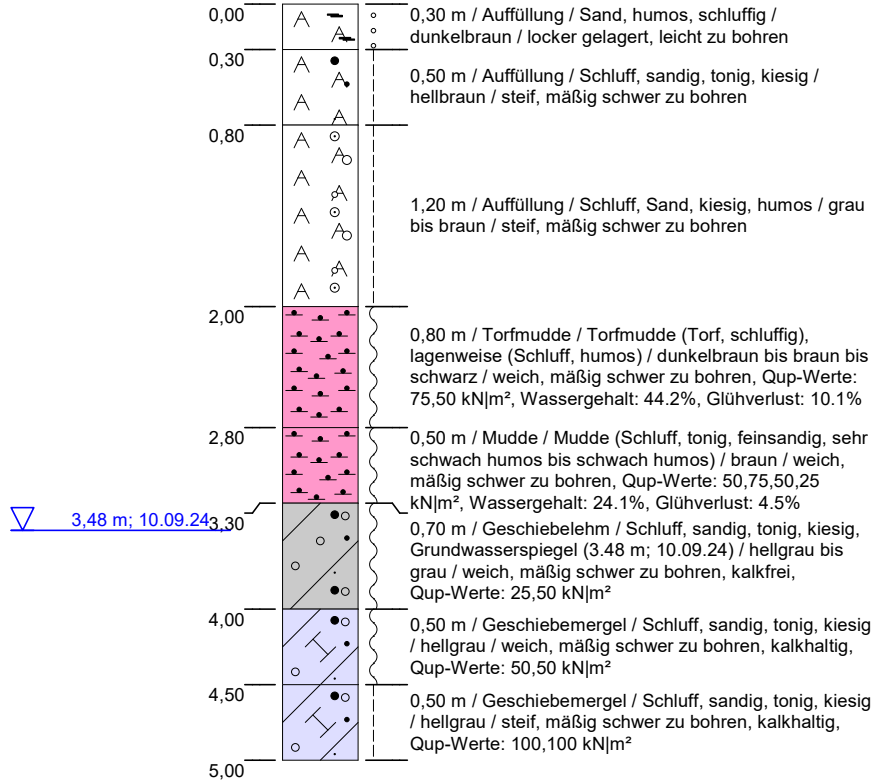 0,00
0,30 m / Auffüllung / Sand, humos, schluffig /
dunkelbraun / locker gelagert, leicht zu bohren
0,30
0,50 m / Auffüllung / Schluff, sandig, tonig, kiesig /
hellbraun / steif, mäßig schwer zu bohren
0,80
1,20 m / Auffüllung / Schluff, Sand, kiesig, humos / grau
bis braun / steif, mäßig schwer zu bohren
2,00
0,80 m / Torfmudde / Torfmudde (Torf, schluffig),
lagenweise (Schluff, humos) / dunkelbraun bis braun bis
schwarz / weich, mäßig schwer zu bohren, Qup-Werte:
75,50 kN|m², Wassergehalt: 44.2%, Glühverlust: 10.1%
2,80
0,50 m / Mudde / Mudde (Schluff, tonig, feinsandig, sehr
schwach humos bis schwach humos) / braun / weich,
mäßig schwer zu bohren, Qup-Werte: 50,75,50,25
kN|m², Wassergehalt: 24.1%, Glühverlust: 4.5%
3,48 m; 10.09.24
3,30
0,70 m / Geschiebelehm / Schluff, sandig, tonig, kiesig,
Grundwasserspiegel (3.48 m; 10.09.24) / hellgrau bis
grau / weich, mäßig schwer zu bohren, kalkfrei,
Qup-Werte: 25,50 kN|m²
4,00
0,50 m / Geschiebemergel / Schluff, sandig, tonig, kiesig
/ hellgrau / weich, mäßig schwer zu bohren, kalkhaltig,
Qup-Werte: 50,50 kN|m²
4,50
0,50 m / Geschiebemergel / Schluff, sandig, tonig, kiesig
/ hellgrau / steif, mäßig schwer zu bohren, kalkhaltig,
Qup-Werte: 100,100 kN|m²
5,00